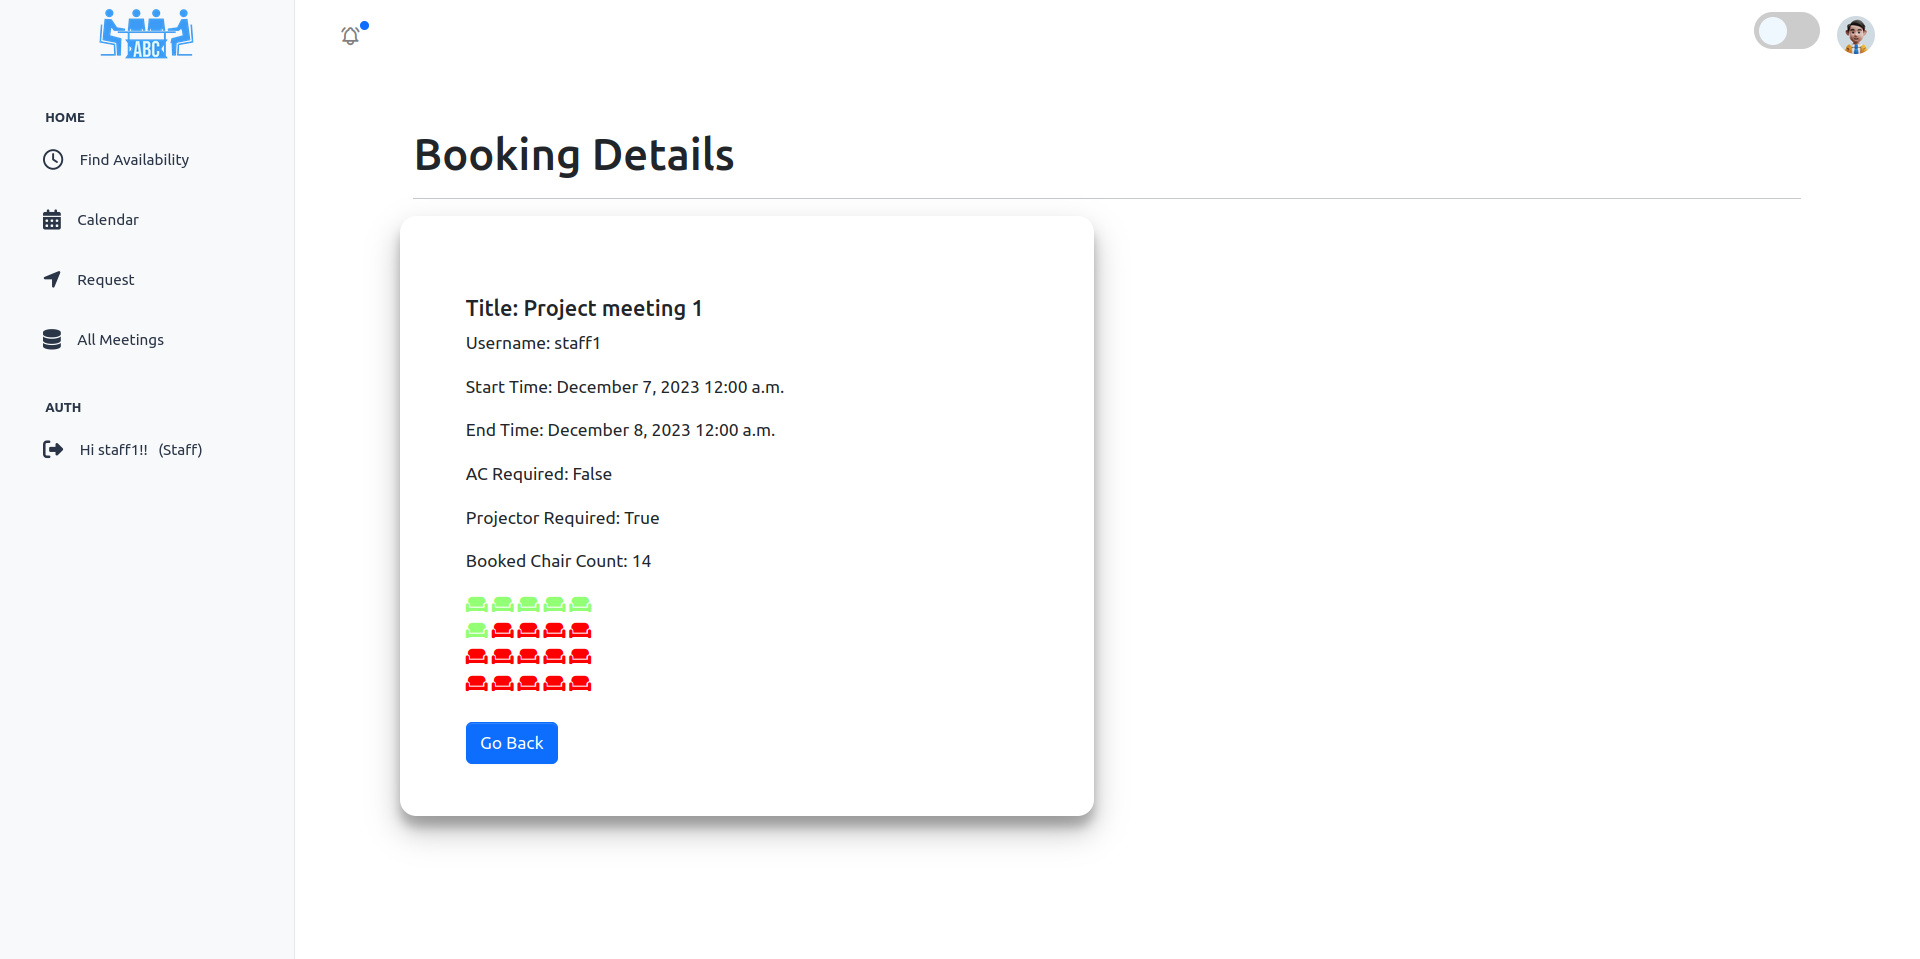 ABC
HOME
Find Availability
Calendar
Request
All Meetings
AUTH
Hi staff1!! (Staff)
Booking Details
Title: Project meeting 1
Username: staff1
Start Time: December 7, 2023 12:00 a.m.
End Time: December 8, 2023 12:00 a.m.
AC Required: False
Projector Required: True
Booked Chair Count: 14
Go Back